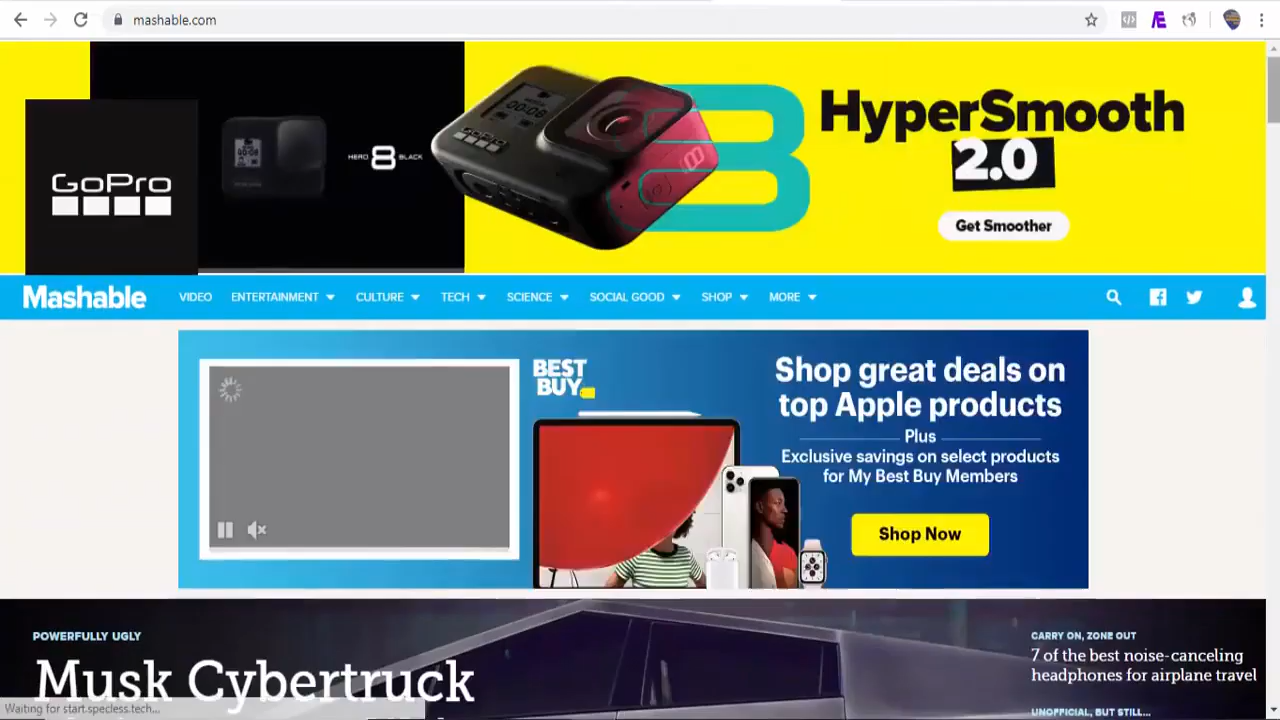 mashable.com
GoPro
HERO 8 BLACK
00:08
HyperSmooth
2.0
Get Smoother
Mashable
VIDEO ENTERTAINMENT CULTURE TECH SCIENCE SOCIAL GOOD SHOP MORE
BEST
BUY
Shop great deals on
top Apple products
Plus
Exclusive savings on select products
for My Best Buy Members
Shop Now
POWERFULLY UGLY
Musk Cybertruck
CARRY ON, ZONE OUT
7 of the best noise-canceling
headphones for airplane travel
UNOFFICIAL, BUT STILL...
Waiting for start.specless.tech...